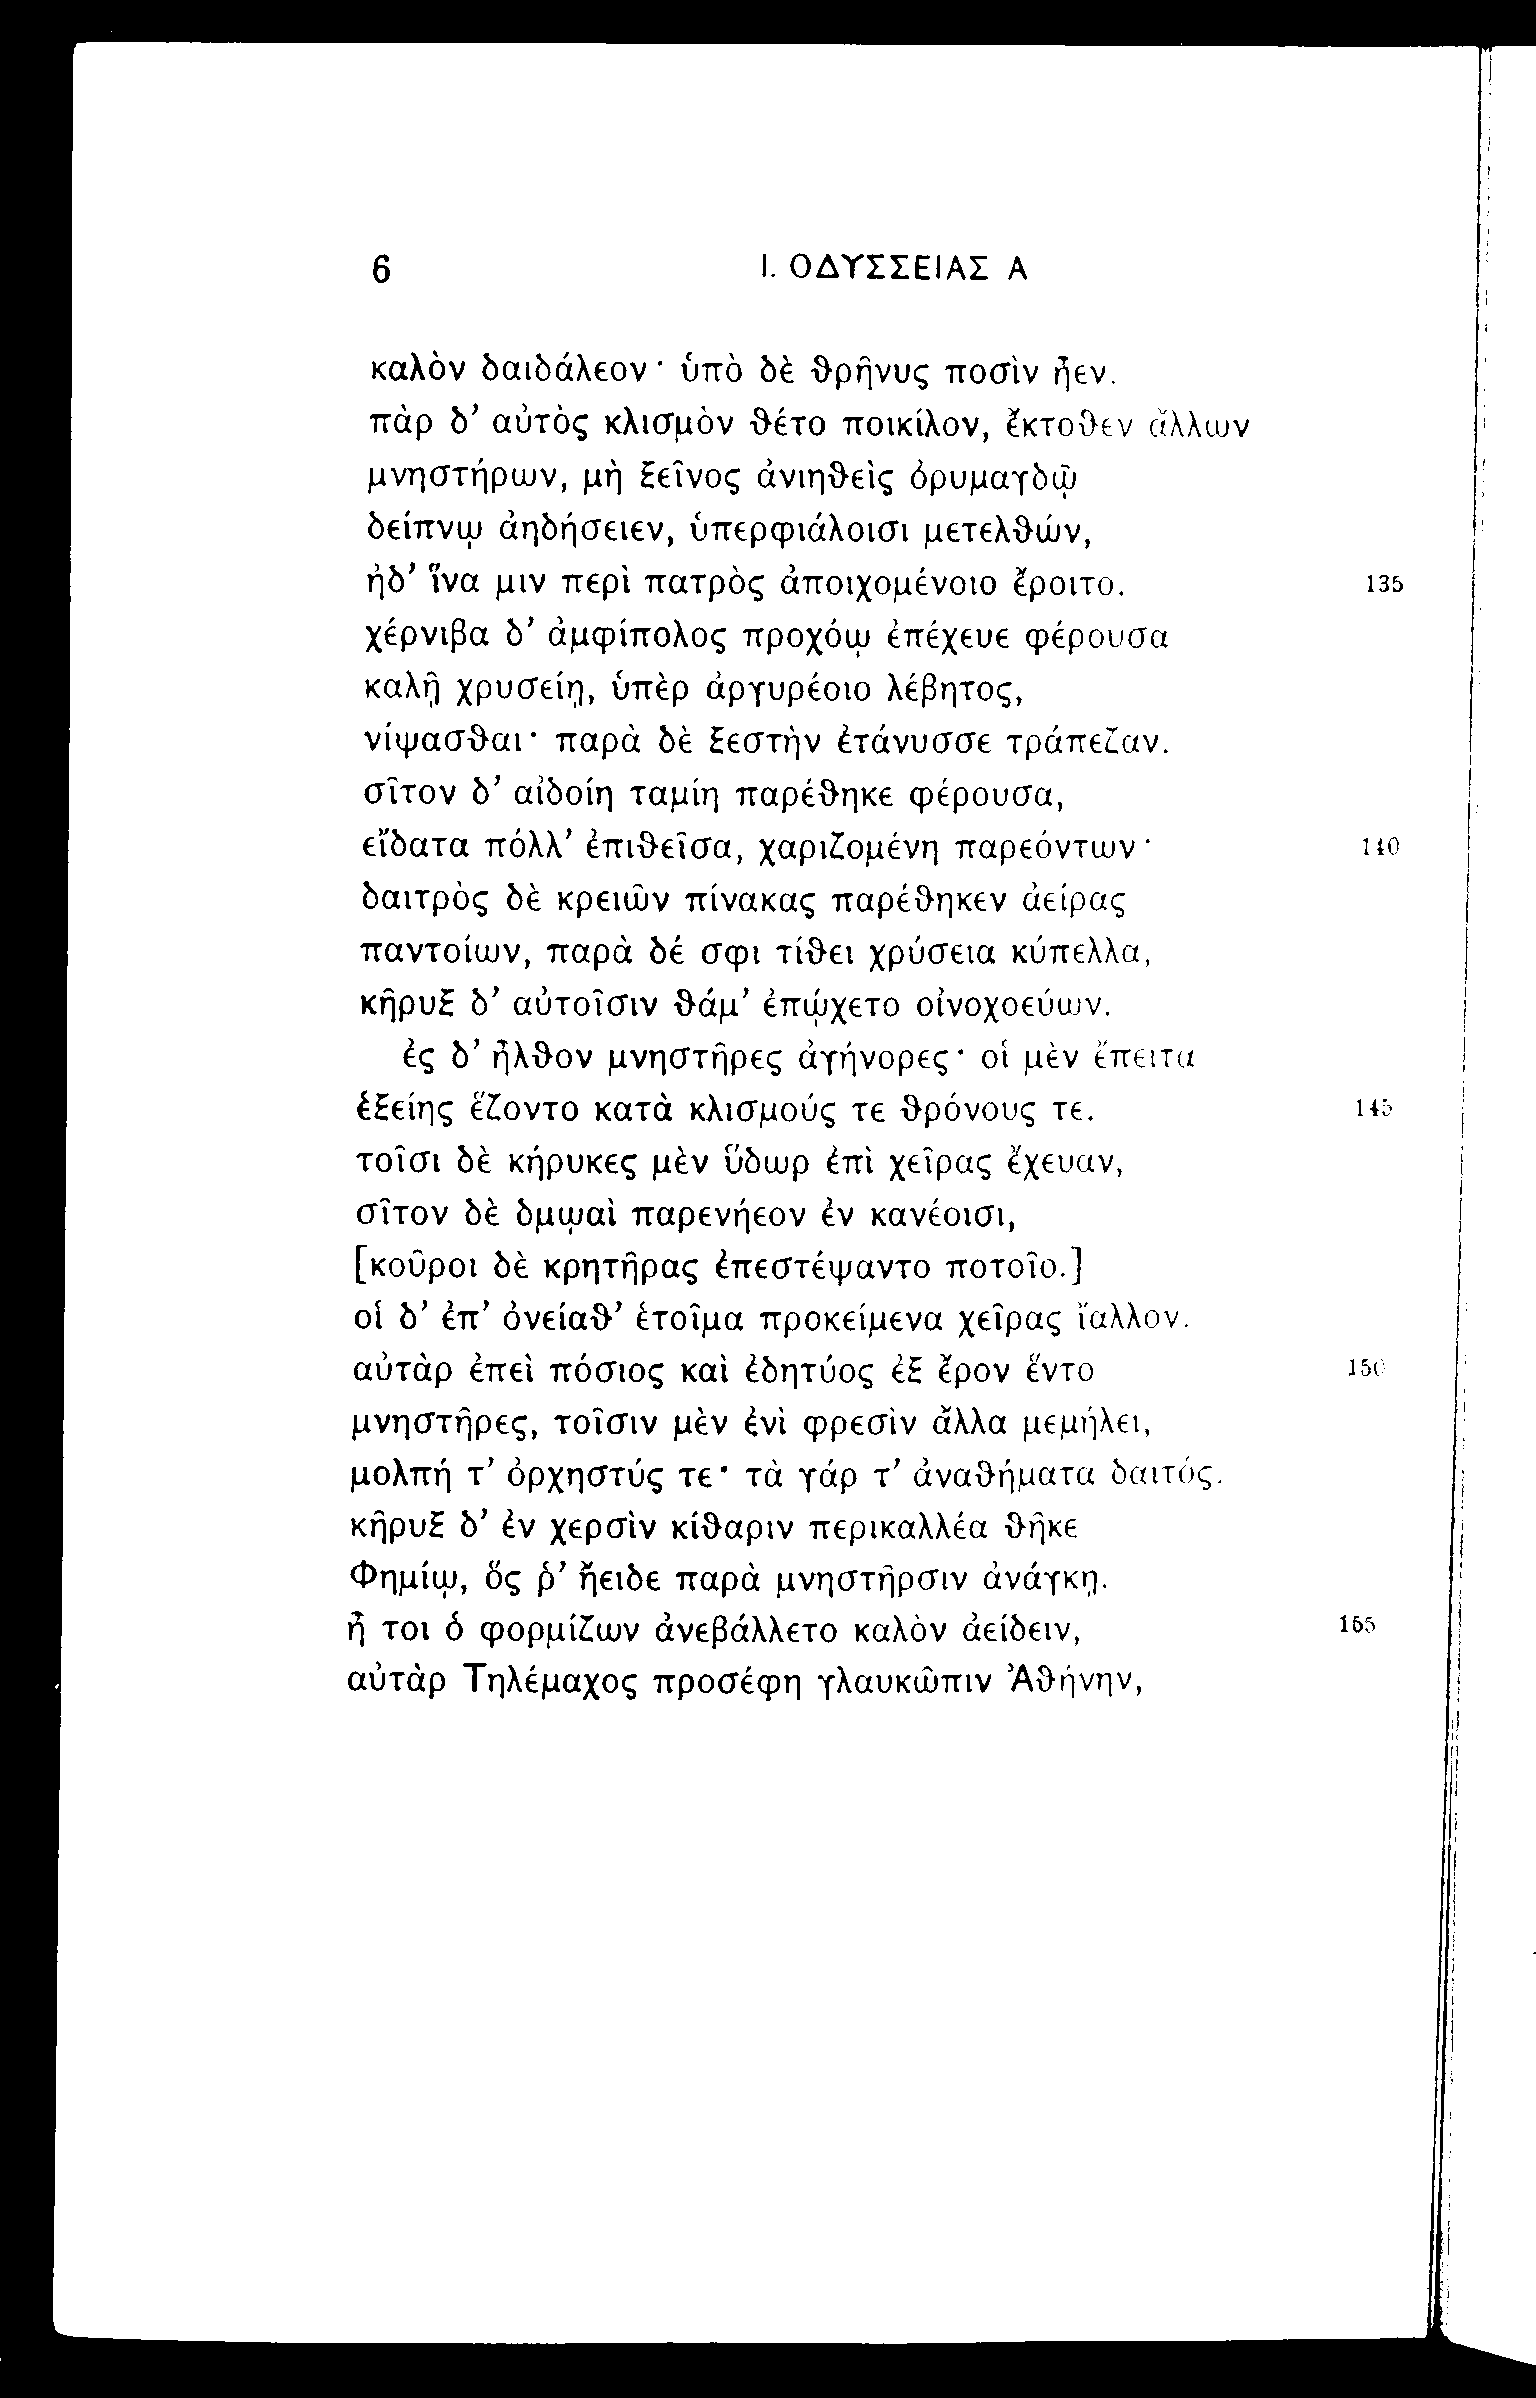 6 I. ΟΔΥΣΣΕΙΑΣ Α
καλὸν δαιδάλεον· ὑπὸ δὲ ϑρῆνυς ποσὶν ἦεν.
πὰρ δ’ αὐτὸς κλισμὸν ϑέτο ποικίλον, ἔκτοϑεν ἄλλων
μνηστήρων, μὴ ξεῖνος ἀνιηϑεὶς ὀρυμαγδῷ
δείπνῳ ἀηδήσειεν, ὑπερφιάλοισι μετελϑών,
ἠδ’ ἵνα μιν περὶ πατρὸς ἀποιχομένοιο ἔροιτο. 135
χέρνιβα δ’ ἀμφίπολος προχόῳ ἐπέχευε φέρουσα
καλῇ χρυσείῃ, ὑπὲρ ἀργυρέοιο λέβητος,
νίψασϑαι· παρὰ δὲ ξεστὴν ἐτάνυσσε τράπεζαν.
σῖτον δ’ αἰδοίη ταμίη παρέϑηκε φέρουσα,
εἴδατα πόλλ’ ἐπιϑεῖσα, χαριζομένη παρεόντων· 140
δαιτρὸς δὲ κρειῶν πίνακας παρέϑηκεν ἀείρας
παντοίων, παρὰ δέ σφι τίϑει χρύσεια κύπελλα,
κῆρυξ δ’ αὐτοῖσιν ϑάμ’ ἐπῴχετο οἰνοχοεύων.
ἐς δ’ ἦλϑον μνηστῆρες ἀγήνορες· οἱ μὲν ἔπειτα
ἑξείης ἕζοντο κατὰ κλισμούς τε ϑρόνους τε. 145
τοῖσι δὲ κήρυκες μὲν ὕδωρ ἐπὶ χεῖρας ἔχευαν,
σῖτον δὲ δμῳαὶ παρενήεον ἐν κανέοισι,
[κοῦροι δὲ κρητῆρας ἐπεστέψαντο ποτοῖο.]
οἱ δ’ ἐπ’ ὀνείαϑ’ ἑτοῖμα προκείμενα χεῖρας ἴαλλον.
αὐτὰρ ἐπεὶ πόσιος καὶ ἐδητύος ἐξ ἔρον ἕντο 150
μνηστῆρες, τοῖσιν μὲν ἐνὶ φρεσὶν ἄλλα μεμήλει,
μολπή τ’ ὀρχηστύς τε· τὰ γάρ τ’ ἀναϑήματα δαιτός.
κῆρυξ δ’ ἐν χερσὶν κίϑαριν περικαλλέα ϑῆκε
Φημίῳ, ὅς ῥ’ ἤειδε παρὰ μνηστῆρσιν ἀνάγκῃ.
ἦ τοι ὁ φορμίζων ἀνεβάλλετο καλὸν ἀείδειν, 155
αὐτὰρ Τηλέμαχος προσέφη γλαυκῶπιν Ἀϑήνην,